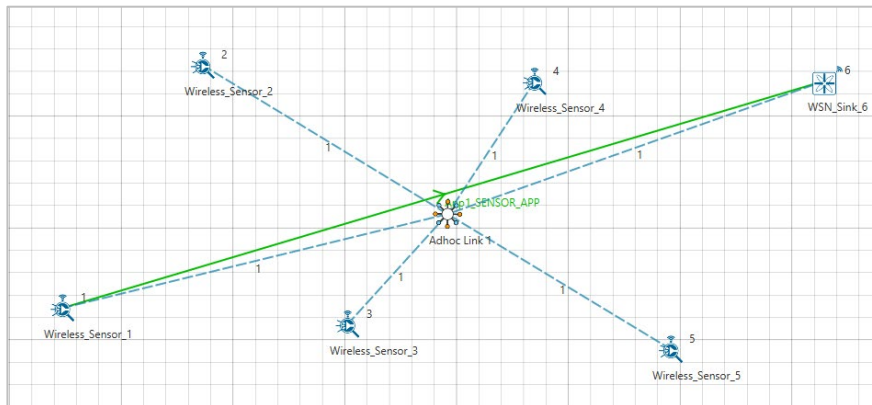 2
Wireless_Sensor_2
4
Wireless_Sensor_4
6
WSN_Sink_6
1
1
1
App1_SENSOR_APP
Adhoc Link 1
1
1
1
Wireless_Sensor_1
3
Wireless_Sensor_3
1
5
Wireless_Sensor_5